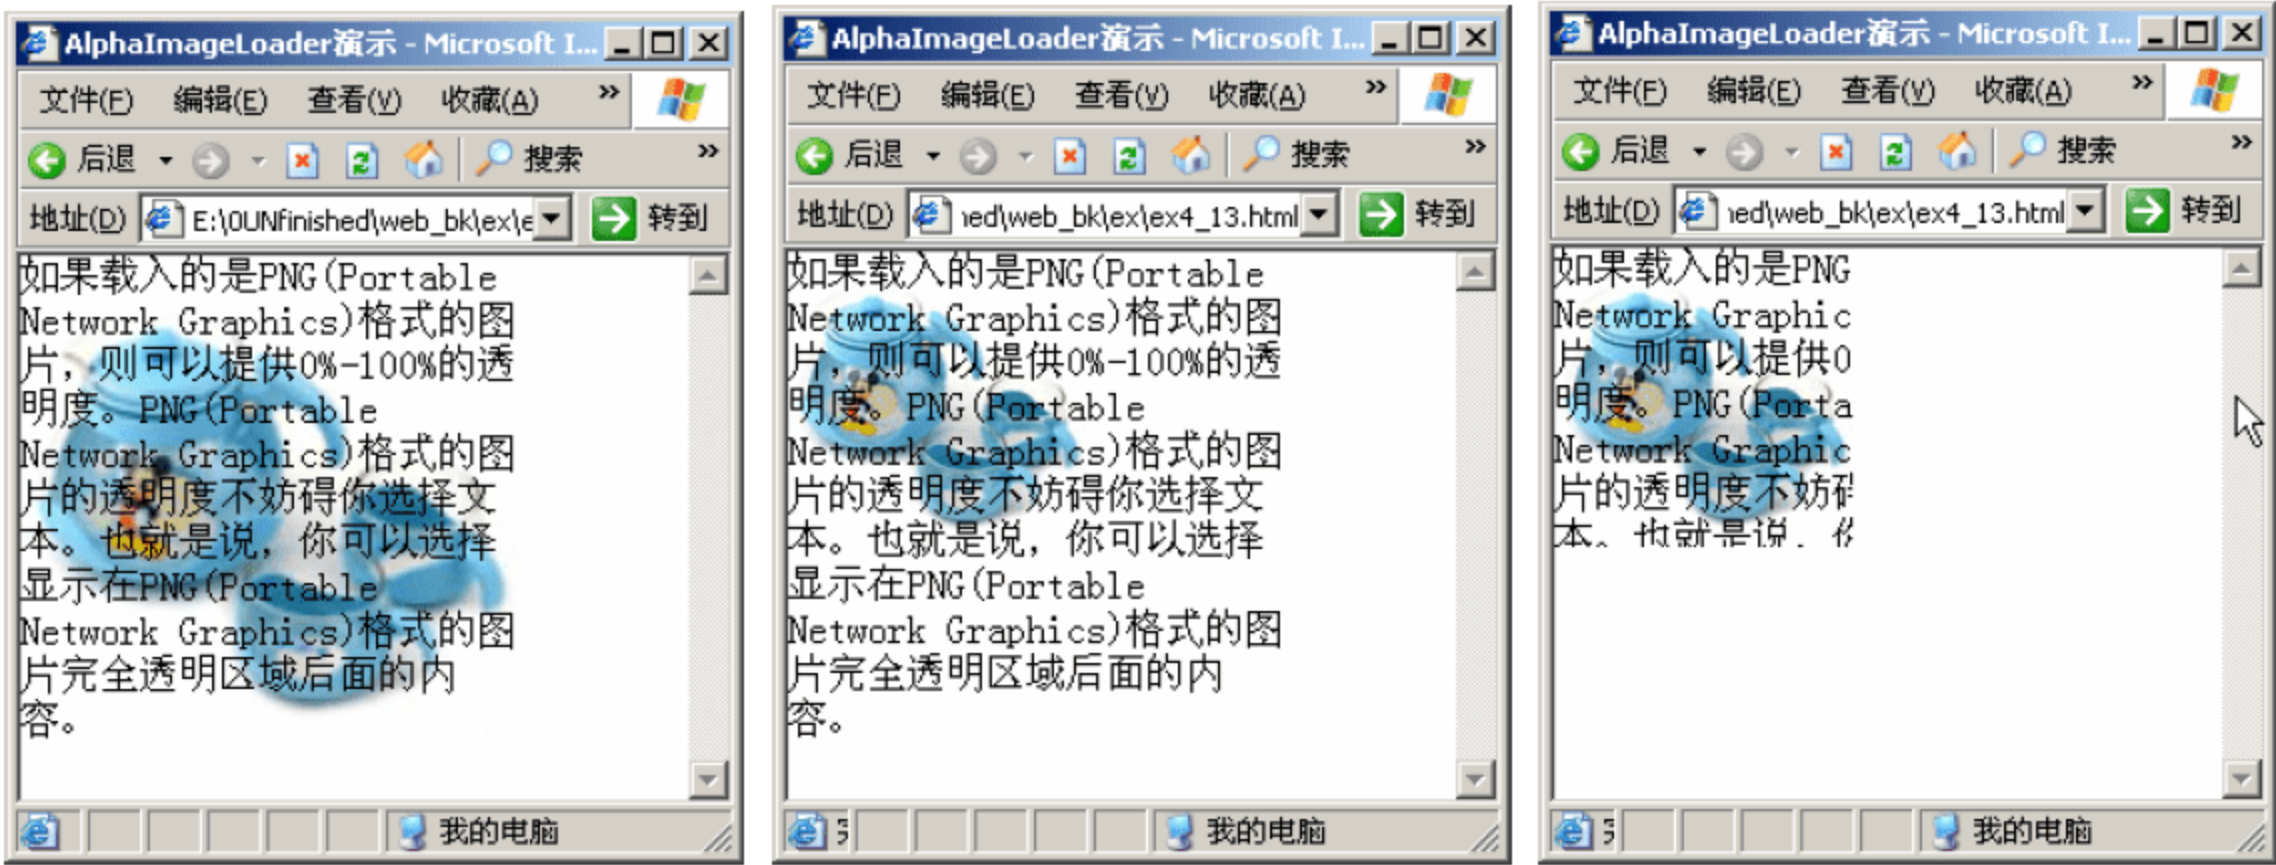 AlphaImageLoader演示 - Microsoft I...
文件(F) 编辑(E) 查看(V) 收藏(A) »
后退 搜索 »
地址(D) E:\0UNfinished\web_bk\ex\e 转到
如果载入的是PNG(Portable
Network Graphics)格式的图
片，则可以提供0%-100%的透
明度。PNG(Portable
Network Graphics)格式的图
片的透明度不妨碍你选择文
本。也就是说，你可以选择
显示在PNG(Portable
Network Graphics)格式的图
片完全透明区域后面的内
容。
我的电脑
AlphaImageLoader演示 - Microsoft I...
文件(F) 编辑(E) 查看(V) 收藏(A) »
后退 搜索 »
地址(D) ned\web_bk\ex\ex4_13.html 转到
如果载入的是PNG(Portable
Network Graphics)格式的图
片，则可以提供0%-100%的透
明度。PNG(Portable
Network Graphics)格式的图
片的透明度不妨碍你选择文
本。也就是说，你可以选择
显示在PNG(Portable
Network Graphics)格式的图
片完全透明区域后面的内
容。
我的电脑
AlphaImageLoader演示 - Microsoft I...
文件(F) 编辑(E) 查看(V) 收藏(A) »
后退 搜索 »
地址(D) ned\web_bk\ex\ex4_13.html 转到
如果载入的是PNG
Network Graphic
片，则可以提供0
明度。PNG(Porta
Network Graphic
片的透明度不妨碍
本。也就是说，你
我的电脑